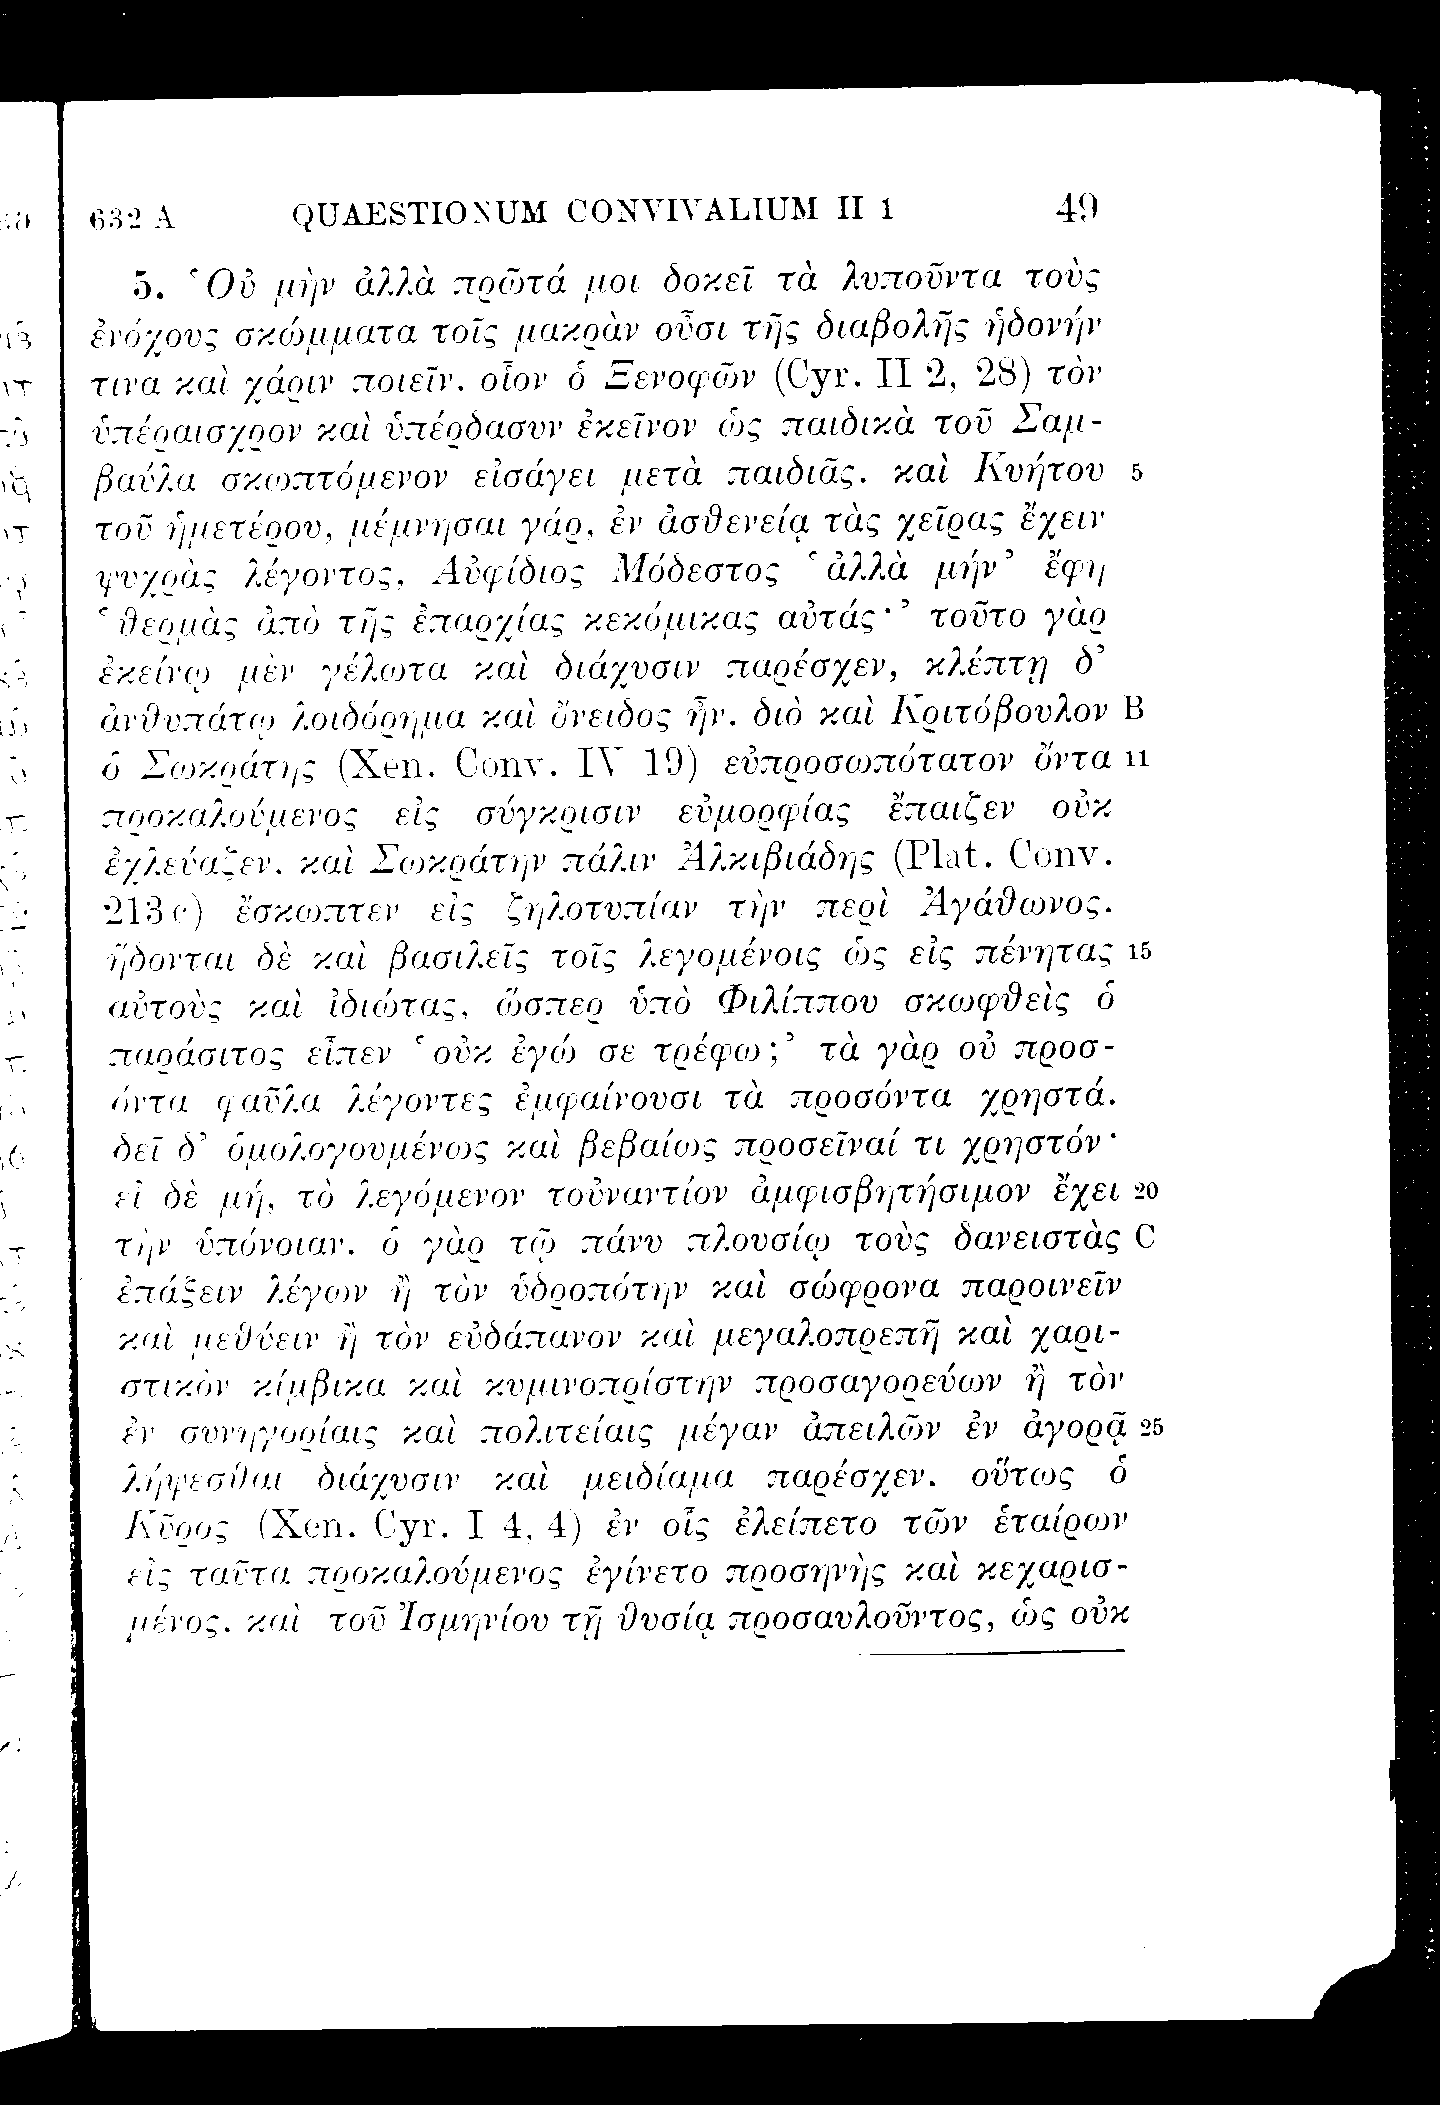 632 A QUAESTIONUM CONVIVALIUM II 1 49
5. ‘Οὐ μὴν ἀλλὰ πρῶτά μοι δοκεῖ τὰ λυποῦντα τοὺς
ἐνόχους σκώμματα τοῖς μακρὰν οὖσι τῆς διαβολῆς ἡδονήν
τινα καὶ χάριν ποιεῖν. οἷον ὁ Ξενοφῶν (Cyr. II 2, 28) τὸν
ὑπέραισχρον καὶ ὑπέρδασυν ἐκεῖνον ὡς παιδικὰ τοῦ Σαμ-
βαύλα σκωπτόμενον εἰσάγει μετὰ παιδιᾶς. καὶ Κυήτου 5
τοῦ ἡμετέρου, μέμνησαι γάρ, ἐν ἀσθενείᾳ τὰς χεῖρας ἔχειν
ψυχρὰς λέγοντος, Αὐφίδιος Μόδεστος ‘ἀλλὰ μήν’ ἔφη
‘θερμὰς ἀπὸ τῆς ἐπαρχίας κεκόμικας αὐτάς·’ τοῦτο γὰρ
ἐκείνῳ μὲν γέλωτα καὶ διάχυσιν παρέσχεν, κλέπτῃ δ’
ἀνθυπάτῳ λοιδόρημα καὶ ὄνειδος ἦν. διὸ καὶ Κριτόβουλον B
ὁ Σωκράτης (Xen. Conv. IV 19) εὐπροσωπότατον ὄντα 11
προκαλούμενος εἰς σύγκρισιν εὐμορφίας ἔπαιζεν οὐκ
ἐχλεύαζεν. καὶ Σωκράτην πάλιν Ἀλκιβιάδης (Plat. Conv.
213 c) ἔσκωπτεν εἰς ζηλοτυπίαν τὴν περὶ Ἀγάθωνος.
ἥδονται δὲ καὶ βασιλεῖς τοῖς λεγομένοις ὡς εἰς πένητας 15
αὐτοὺς καὶ ἰδιώτας, ὥσπερ ὑπὸ Φιλίππου σκωφθεὶς ὁ
παράσιτος εἶπεν ‘οὐκ ἐγώ σε τρέφω;’ τὰ γὰρ οὐ προσ-
όντα φαῦλα λέγοντες ἐμφαίνουσι τὰ προσόντα χρηστά.
δεῖ δ’ ὁμολογουμένως καὶ βεβαίως προσεῖναί τι χρηστόν·
εἰ δὲ μή, τὸ λεγόμενον τοὐναντίον ἀμφισβητήσιμον ἔχει 20
τὴν ὑπόνοιαν. ὁ γὰρ τῷ πάνυ πλουσίῳ τοὺς δανειστὰς C
ἐπάξειν λέγων ἢ τὸν ὑδροπότην καὶ σώφρονα παροινεῖν
καὶ μεθύειν ἢ τὸν εὐδάπανον καὶ μεγαλοπρεπῆ καὶ χαρι-
στικὸν κίμβικα καὶ κυμινοπρίστην προσαγορεύων ἢ τὸν
ἐν συνηγορίαις καὶ πολιτείαις μέγαν ἀπειλῶν ἐν ἀγορᾷ 25
λήψεσθαι διάχυσιν καὶ μειδίαμα παρέσχεν. οὕτως ὁ
Κῦρος (Xen. Cyr. I 4, 4) ἐν οἷς ἐλείπετο τῶν ἑταίρων
εἰς ταῦτα προκαλούμενος ἐγίνετο προσηνὴς καὶ κεχαρισ-
μένος. καὶ τοῦ Ἰσμηνίου τῇ θυσίᾳ προσαυλοῦντος, ὡς οὐκ